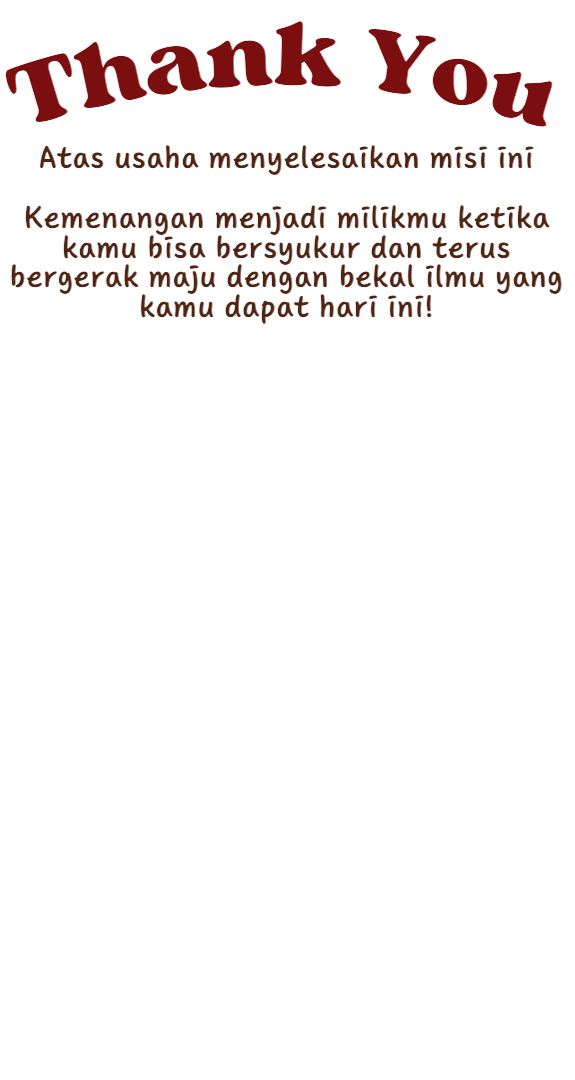 Thank You
Atas usaha menyelesaikan misi ini
Kemenangan menjadi milikmu ketika
kamu bisa bersyukur dan terus
bergerak maju dengan bekal ilmu yang
kamu dapat hari ini!